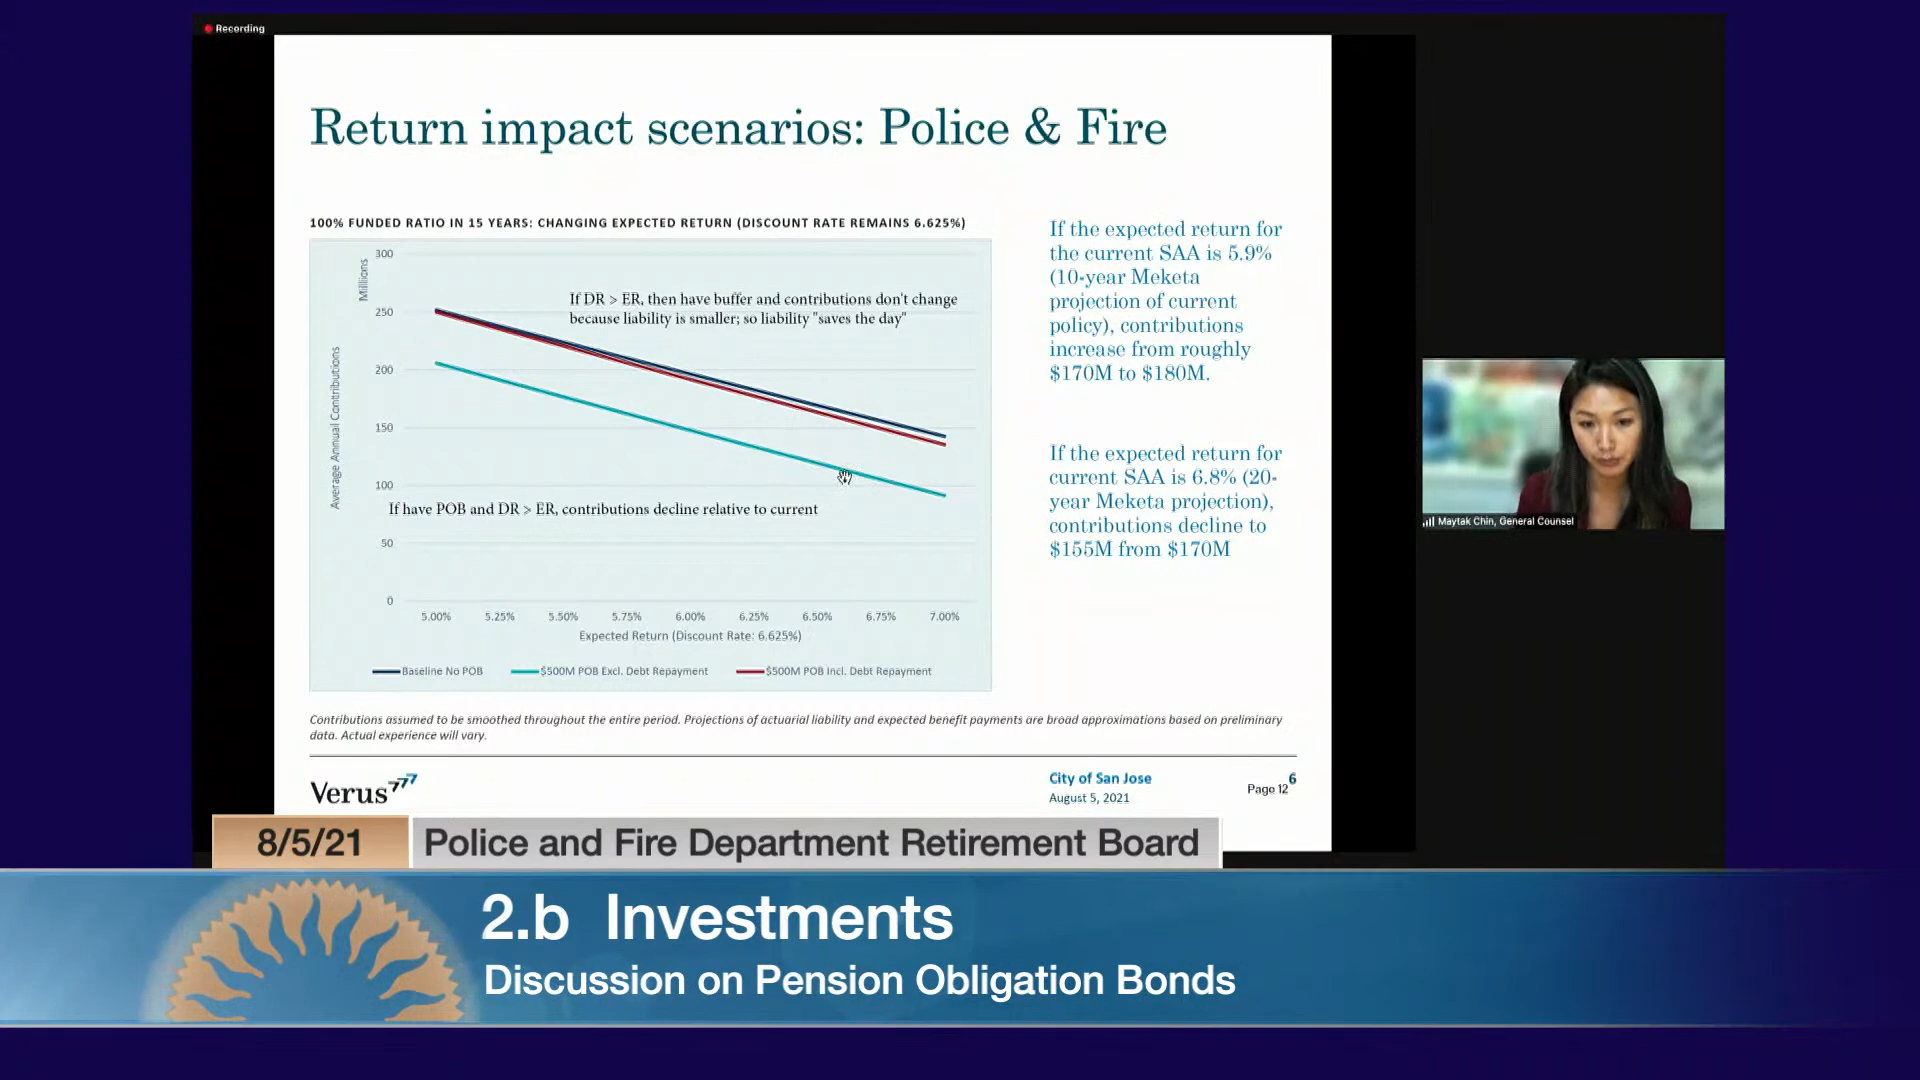 Recording
Return impact scenarios: Police & Fire
100% FUNDED RATIO IN 15 YEARS: CHANGING EXPECTED RETURN (DISCOUNT RATE REMAINS 6.625%)
Millions
Average Annual Contributions
300
250
200
150
100
50
0
If DR > ER, then have buffer and contributions don't change
because liability is smaller; so liability "saves the day"
If have POB and DR > ER, contributions decline relative to current
5.00% 5.25% 5.50% 5.75% 6.00% 6.25% 6.50% 6.75% 7.00%
Expected Return (Discount Rate: 6.625%)
Baseline No POB $500M POB Excl. Debt Repayment $500M POB Incl. Debt Repayment
If the expected return for
the current SAA is 5.9%
(10-year Meketa
projection of current
policy), contributions
increase from roughly
$170M to $180M.
If the expected return for
current SAA is 6.8% (20-
year Meketa projection),
contributions decline to
$155M from $170M
Maytak Chin, General Counsel
Contributions assumed to be smoothed throughout the entire period. Projections of actuarial liability and expected benefit payments are broad approximations based on preliminary
data. Actual experience will vary.
Verus777
City of San Jose
August 5, 2021
Page 12
6
8/5/21 Police and Fire Department Retirement Board
2.b Investments
Discussion on Pension Obligation Bonds